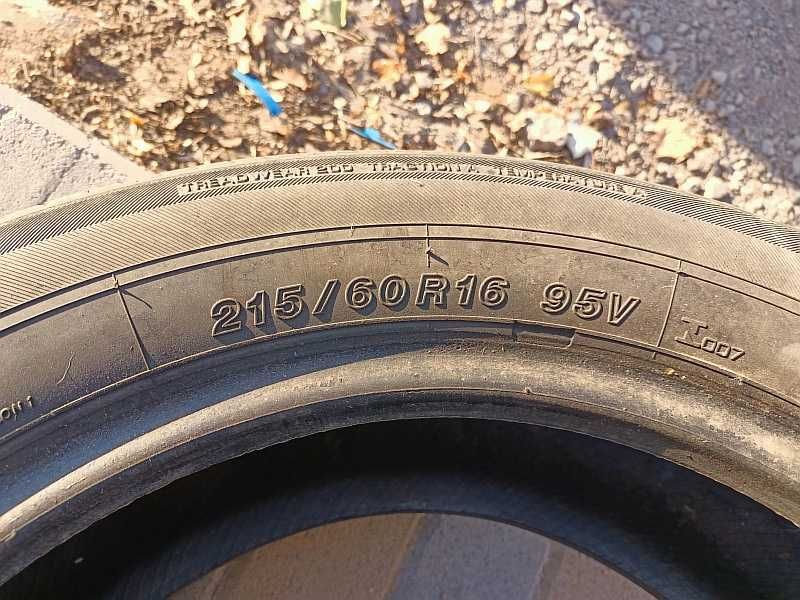 TREADWEAR 200 TRACTION A TEMPERATURE A
215/60R16 95V
I007